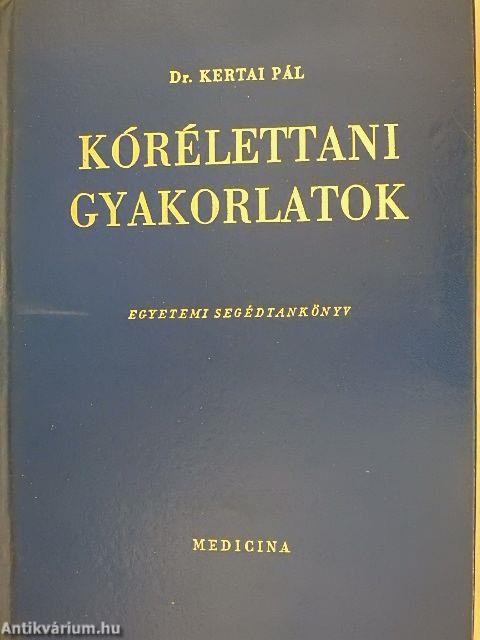 Dr. KERTAI PÁL
KÓRÉLETTANI
GYAKORLATOK
EGYETEMI SEGÉDTANKÖNYV
MEDICINA
Antikvárium.hu